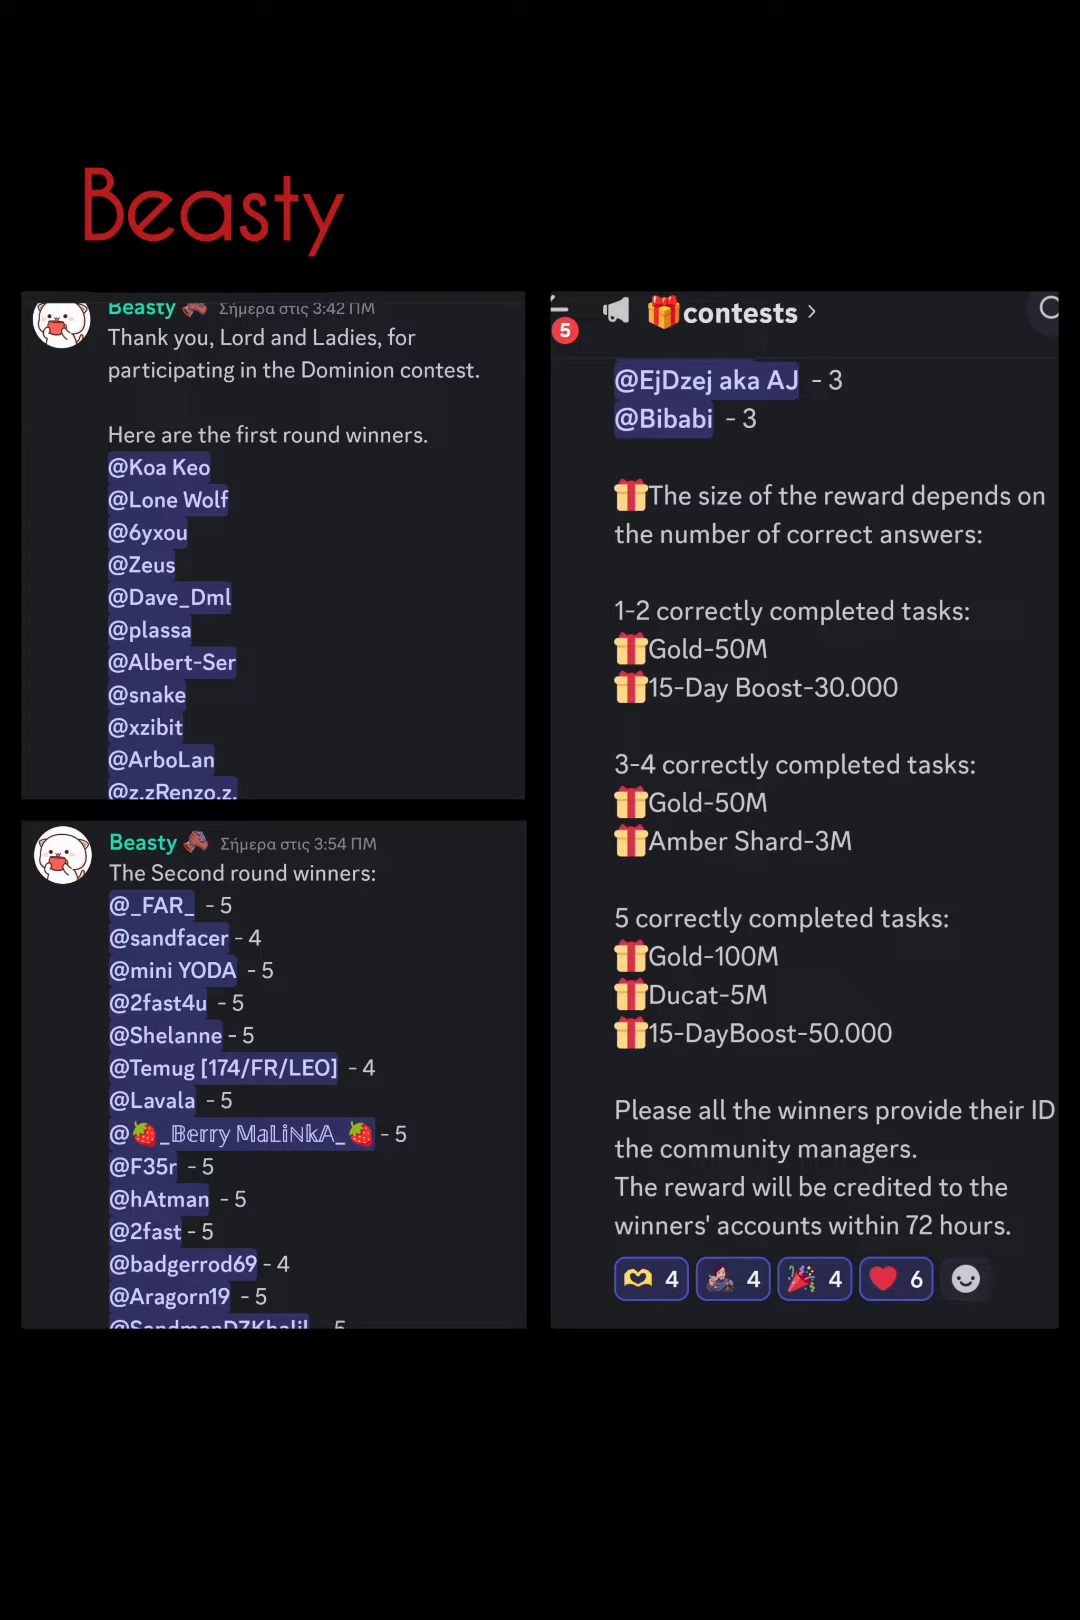 Beasty
Beasty Σήμερα στις 3:42 ΠΜ
Thank you, Lord and Ladies, for
participating in the Dominion contest.
Here are the first round winners.
@Koa Keo
@Lone Wolf
@6yxou
@Zeus
@Dave_Dml
@plassa
@Albert-Ser
@snake
@xzibit
@ArboLan
@z.zRenzo.z.
Beasty Σήμερα στις 3:54 ΠΜ
The Second round winners:
@_FAR_ - 5
@sandfacer - 4
@mini YODA - 5
@2fast4u - 5
@Shelanne - 5
@Temug [174/FR/LEO] - 4
@Lavala - 5
@🍓_𝔹𝕖𝕣𝕣𝕪 𝕄𝕒𝕃𝕚ℕ𝕜𝔸_🍓 - 5
@F35r - 5
@hAtman - 5
@2fast - 5
@badgerrod69 - 4
@Aragorn19 - 5
@SandmanDZKhalil - 5
5
🎁contests ›
@EjDzej aka AJ - 3
@Bibabi - 3
🎁The size of the reward depends on
the number of correct answers:
1-2 correctly completed tasks:
🎁Gold-50M
🎁15-Day Boost-30.000
3-4 correctly completed tasks:
🎁Gold-50M
🎁Amber Shard-3M
5 correctly completed tasks:
🎁Gold-100M
🎁Ducat-5M
🎁15-DayBoost-50.000
Please all the winners provide their ID
the community managers.
The reward will be credited to the
winners' accounts within 72 hours.
4 4 4 6